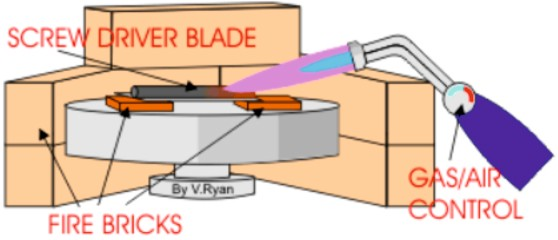 SCREW DRIVER BLADE
By V.Ryan
GAS/AIR
CONTROL
FIRE BRICKS